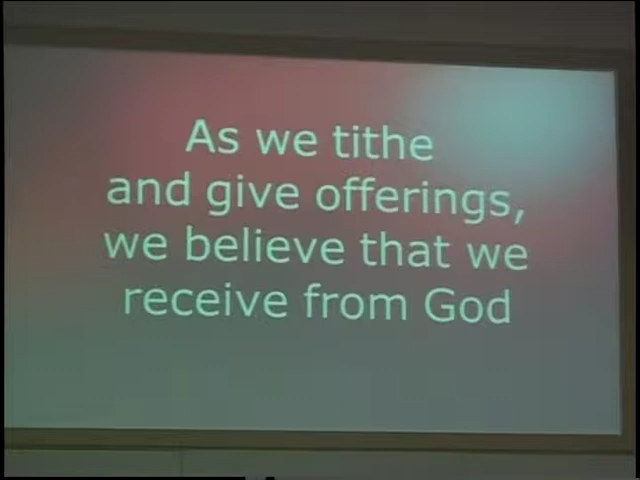 As we tithe
and give offerings,
we believe that we
receive from God